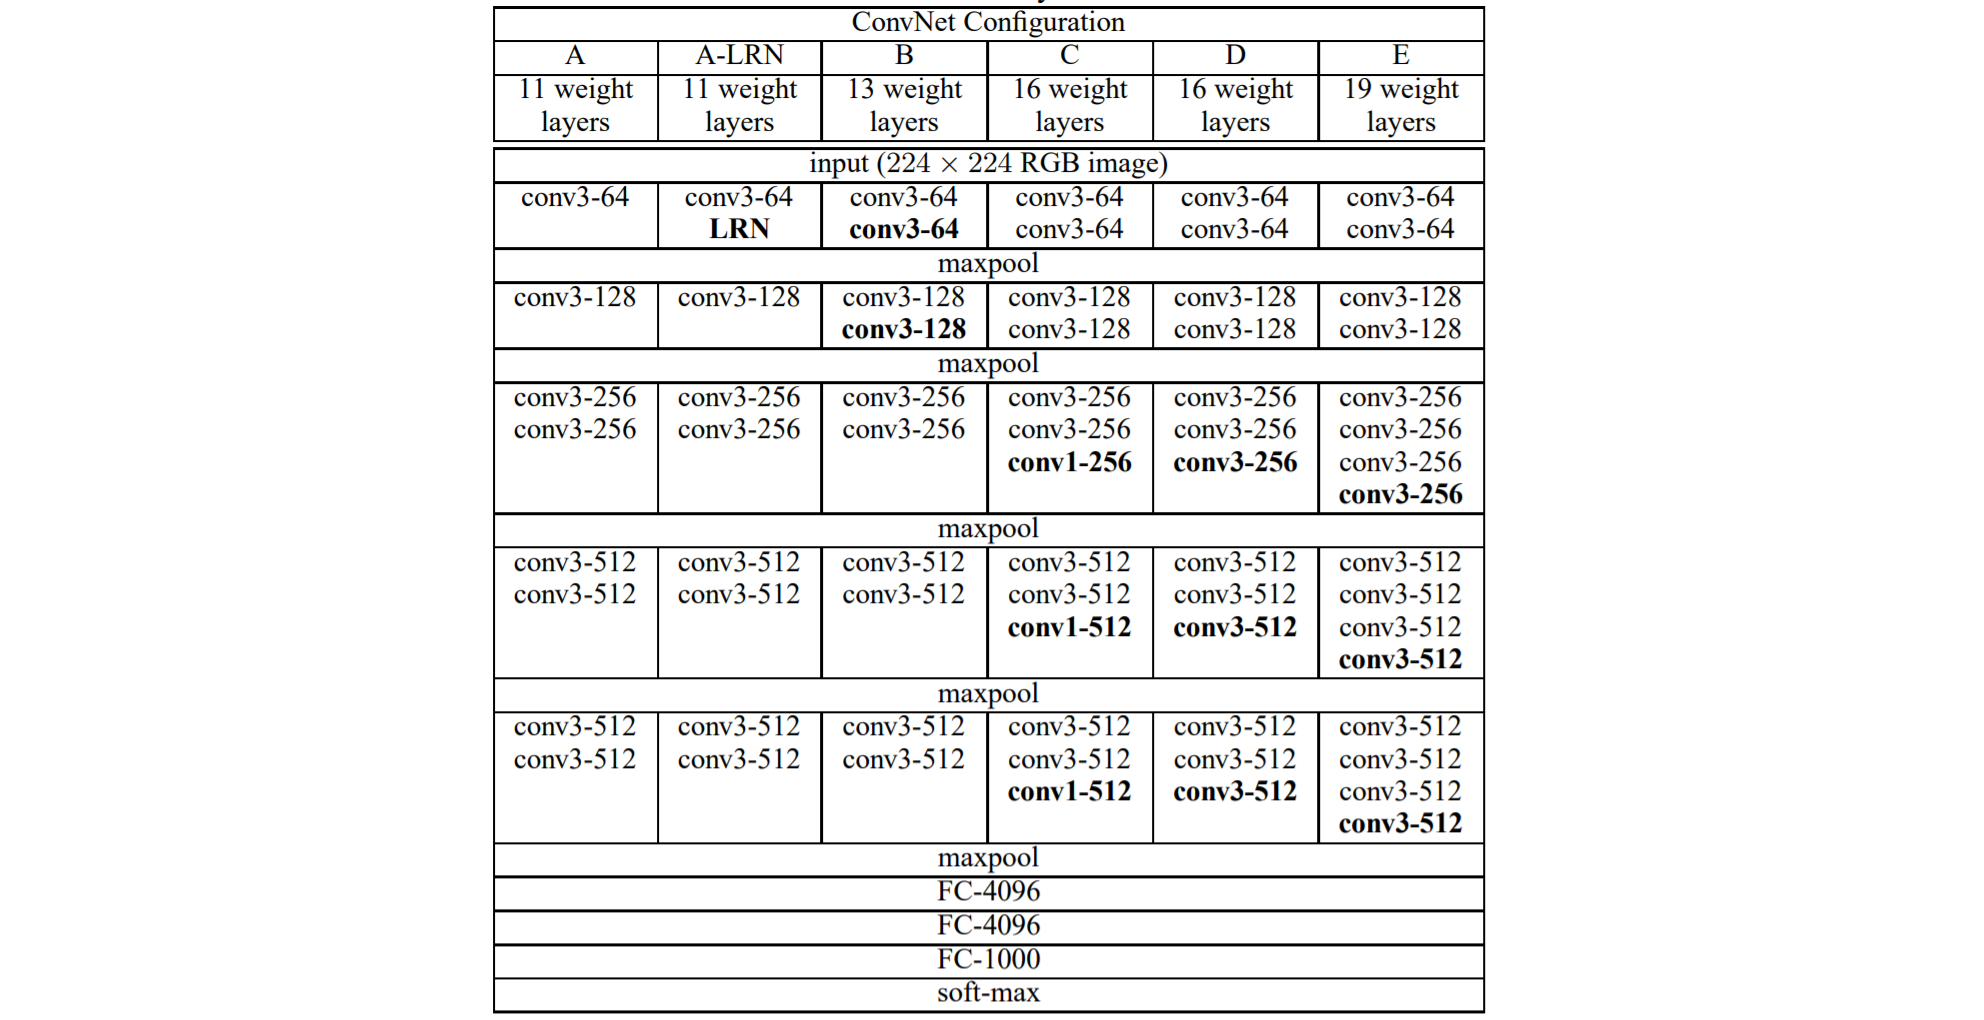 ConvNet Configuration
A A-LRN B C D E
11 weight 11 weight 13 weight 16 weight 16 weight 19 weight
layers layers layers layers layers layers
input (224 × 224 RGB image)
conv3-64 conv3-64 conv3-64 conv3-64 conv3-64 conv3-64
LRN conv3-64 conv3-64 conv3-64 conv3-64
maxpool
conv3-128 conv3-128 conv3-128 conv3-128 conv3-128 conv3-128
conv3-128 conv3-128 conv3-128 conv3-128
maxpool
conv3-256 conv3-256 conv3-256 conv3-256 conv3-256 conv3-256
conv3-256 conv3-256 conv3-256 conv3-256 conv3-256 conv3-256
conv1-256 conv3-256 conv3-256
conv3-256
maxpool
conv3-512 conv3-512 conv3-512 conv3-512 conv3-512 conv3-512
conv3-512 conv3-512 conv3-512 conv3-512 conv3-512 conv3-512
conv1-512 conv3-512 conv3-512
conv3-512
maxpool
conv3-512 conv3-512 conv3-512 conv3-512 conv3-512 conv3-512
conv3-512 conv3-512 conv3-512 conv3-512 conv3-512 conv3-512
conv1-512 conv3-512 conv3-512
conv3-512
maxpool
FC-4096
FC-4096
FC-1000
soft-max